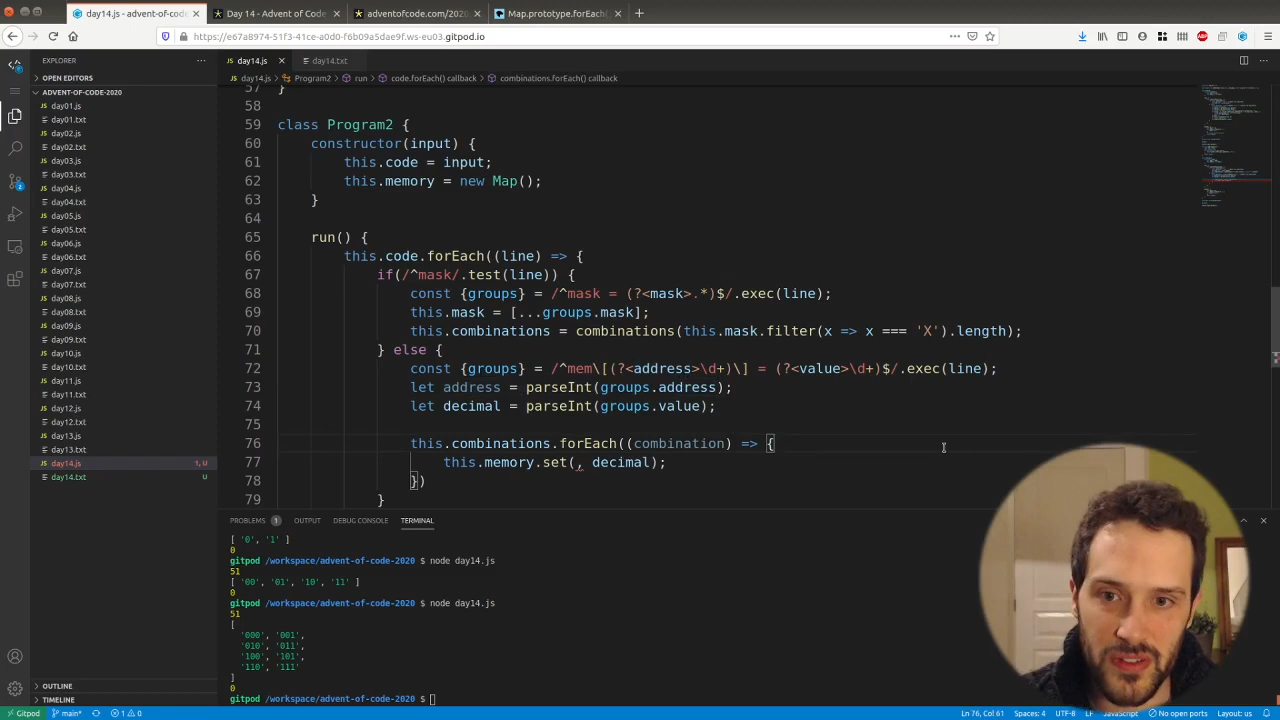 day14.js - advent-of-co
Day 14 - Advent of Code
adventofcode.com/2020
Map.prototype.forEach()
https://e67a8974-51f3-41ce-a0d0-f6b09a5dae9f.ws-eu03.gitpod.io
EXPLORER
day14.js
day14.txt
OPEN EDITORS
day14.js > Program2 > run > code.forEach() callback > combinations.forEach() callback
ADVENT-OF-CODE-2020
day01.js
day01.txt
day02.js
day02.txt
day03.js
day03.txt
day04.js
day04.txt
day05.js
day05.txt
day06.js
day06.txt
day07.js
day07.txt
day08.js
day08.txt
day09.js
day09.txt
day10.js
day10.txt
day11.js
day11.txt
day12.js
day12.txt
day13.js
day13.txt
day14.js 1, U
day14.txt U
OUTLINE
TIMELINE
57 }
58
59 class Program2 {
60 constructor(input) {
61 this.code = input;
62 this.memory = new Map();
63 }
64
65 run() {
66 this.code.forEach((line) => {
67 if(/^mask/.test(line)) {
68 const {groups} = /^mask = (?<mask>.*)$/.exec(line);
69 this.mask = [...groups.mask];
70 this.combinations = combinations(this.mask.filter(x => x === 'X').length);
71 } else {
72 const {groups} = /^mem\[(?<address>\d+)\] = (?<value>\d+)$/.exec(line);
73 let address = parseInt(groups.address);
74 let decimal = parseInt(groups.value);
75
76 this.combinations.forEach((combination) => {
77 this.memory.set(, decimal);
78 })
79 }
PROBLEMS 1 OUTPUT DEBUG CONSOLE TERMINAL
[ '0', '1' ]
0
gitpod /workspace/advent-of-code-2020 $ node day14.js
51
[ '00', '01', '10', '11' ]
0
gitpod /workspace/advent-of-code-2020 $ node day14.js
51
[
'000', '001',
'010', '011',
'100', '101',
'110', '111'
]
0
gitpod /workspace/advent-of-code-2020 $
Gitpod main* 1 0 Ln 76, Col 61 Spaces: 4 UTF-8 LF JavaScript No open ports Layout: us